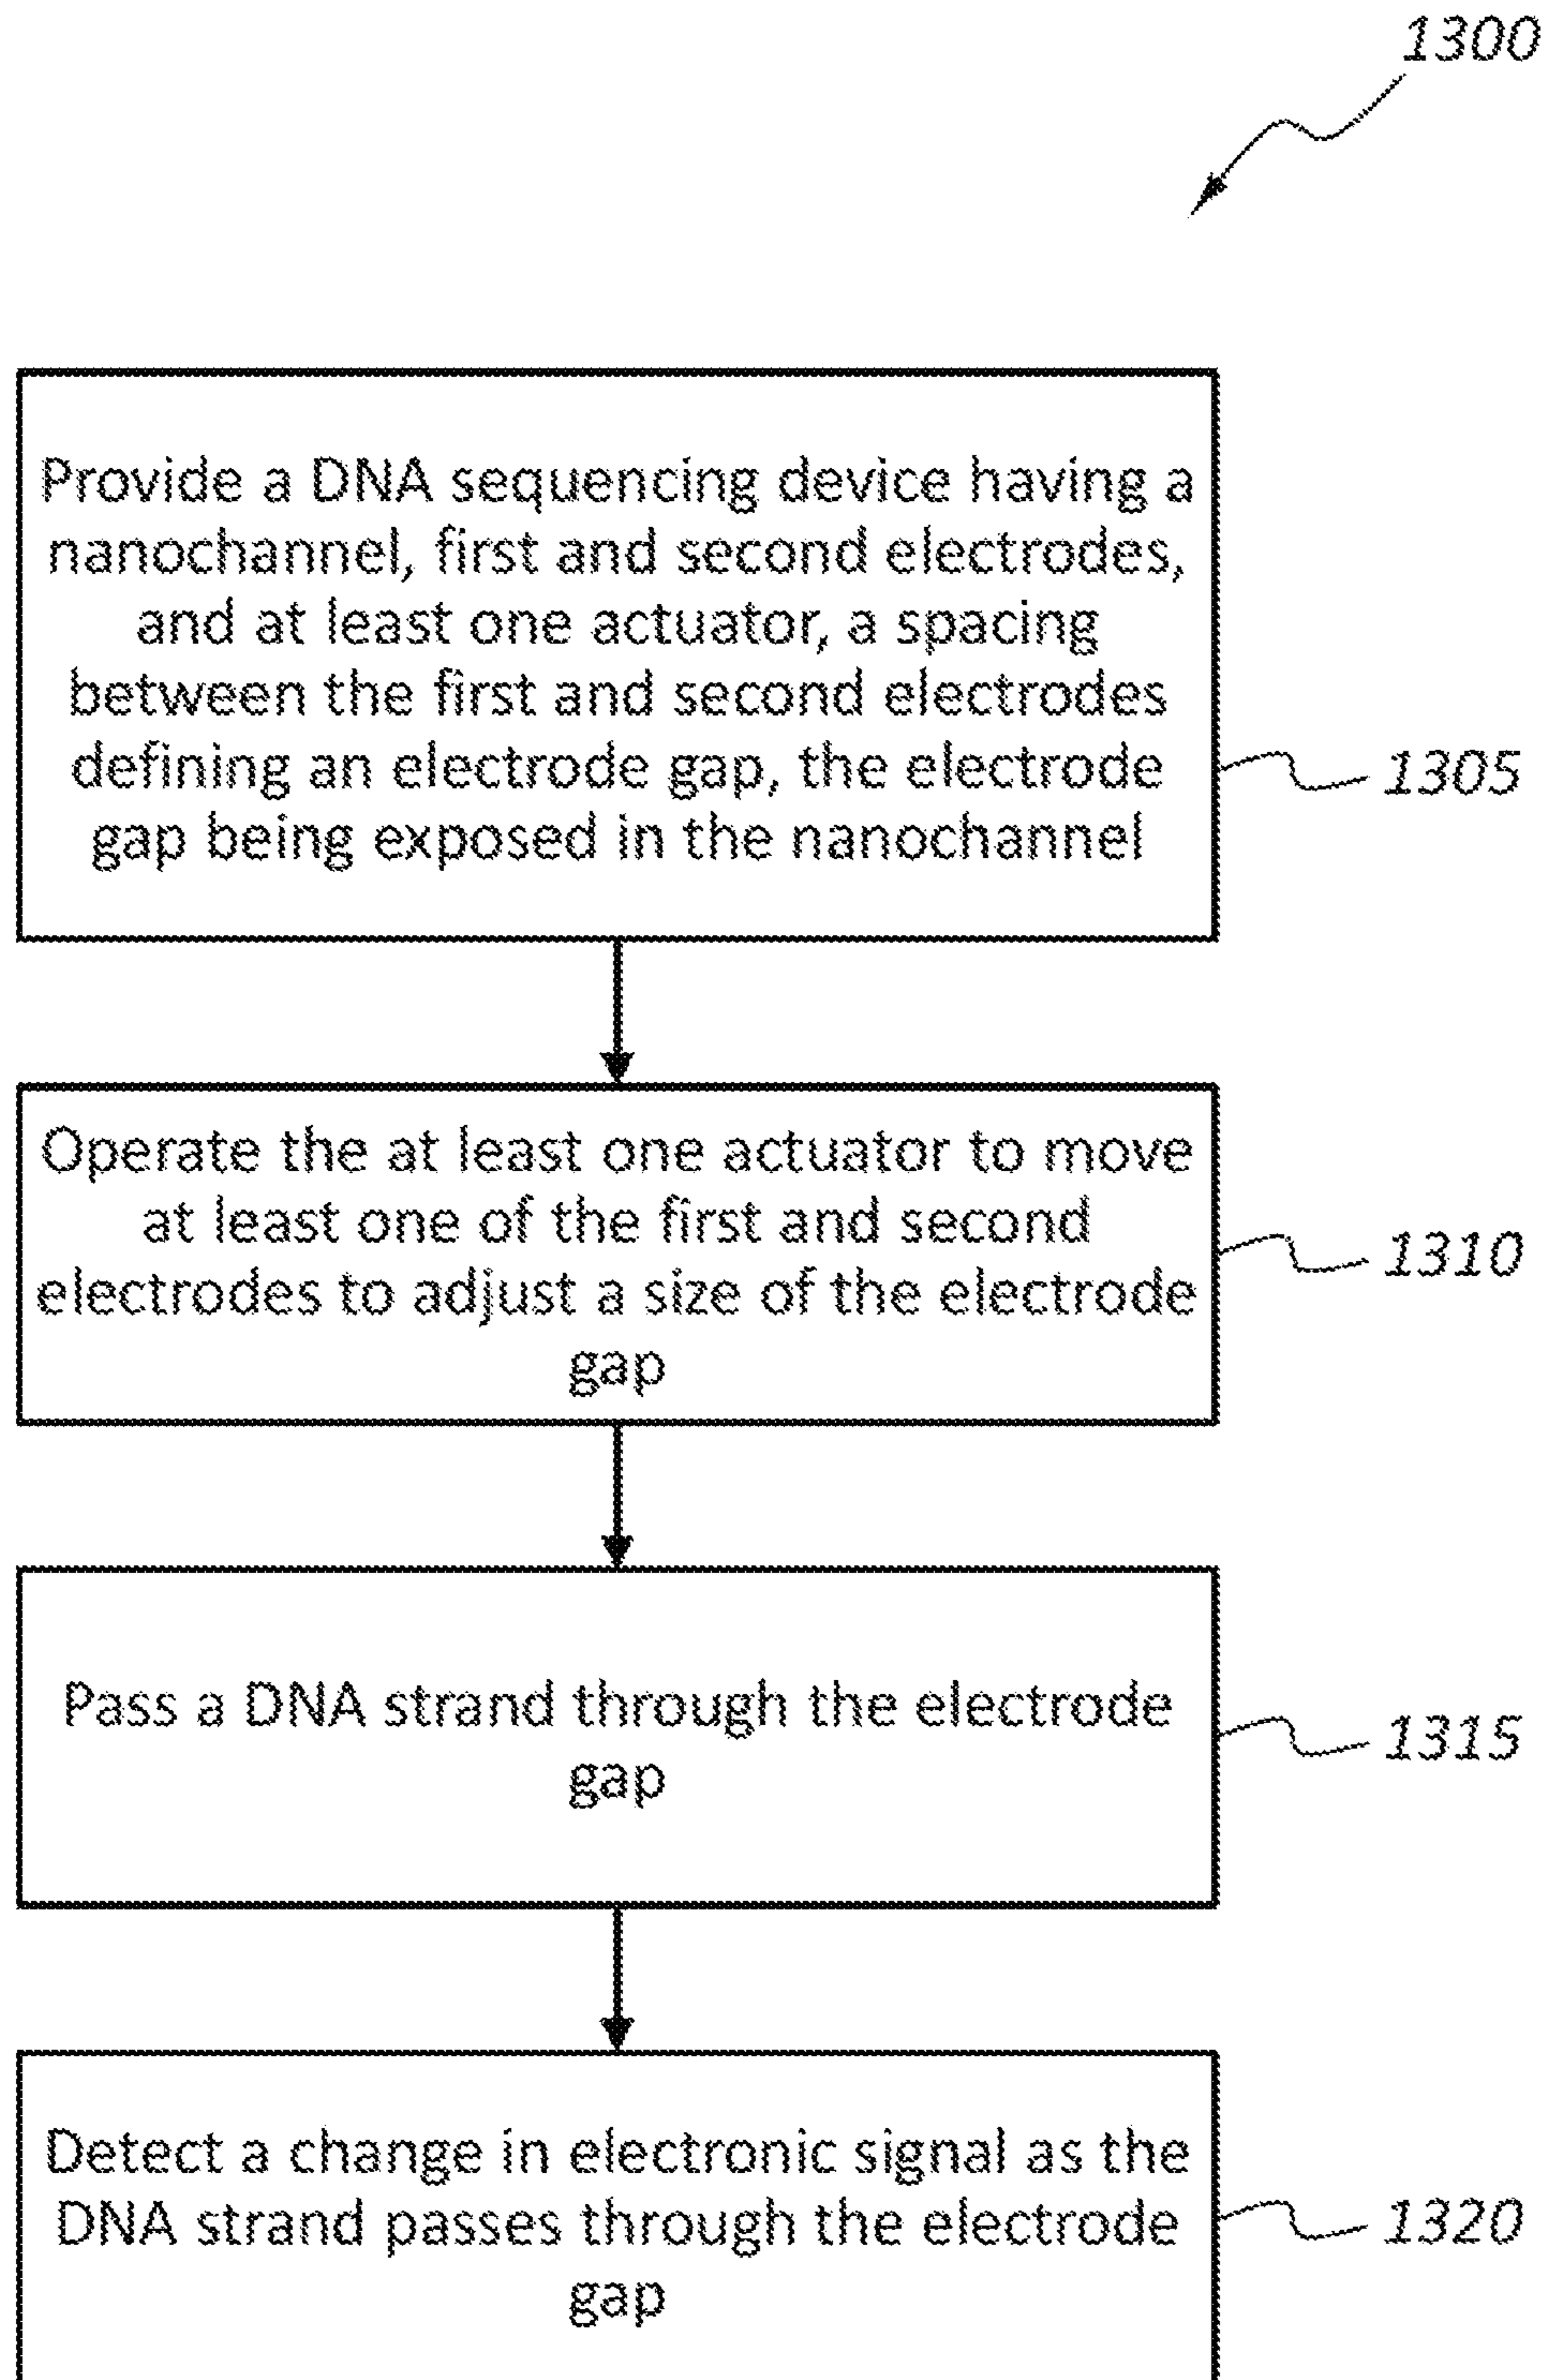 1300
Provide a DNA sequencing device having a
nanochannel, first and second electrodes,
and at least one actuator, a spacing
between the first and second electrodes
defining an electrode gap, the electrode
gap being exposed in the nanochannel
1305
Operate the at least one actuator to move
at least one of the first and second
electrodes to adjust a size of the electrode
gap
1310
Pass a DNA strand through the electrode
gap
1315
Detect a change in electronic signal as the
DNA strand passes through the electrode
gap
1320